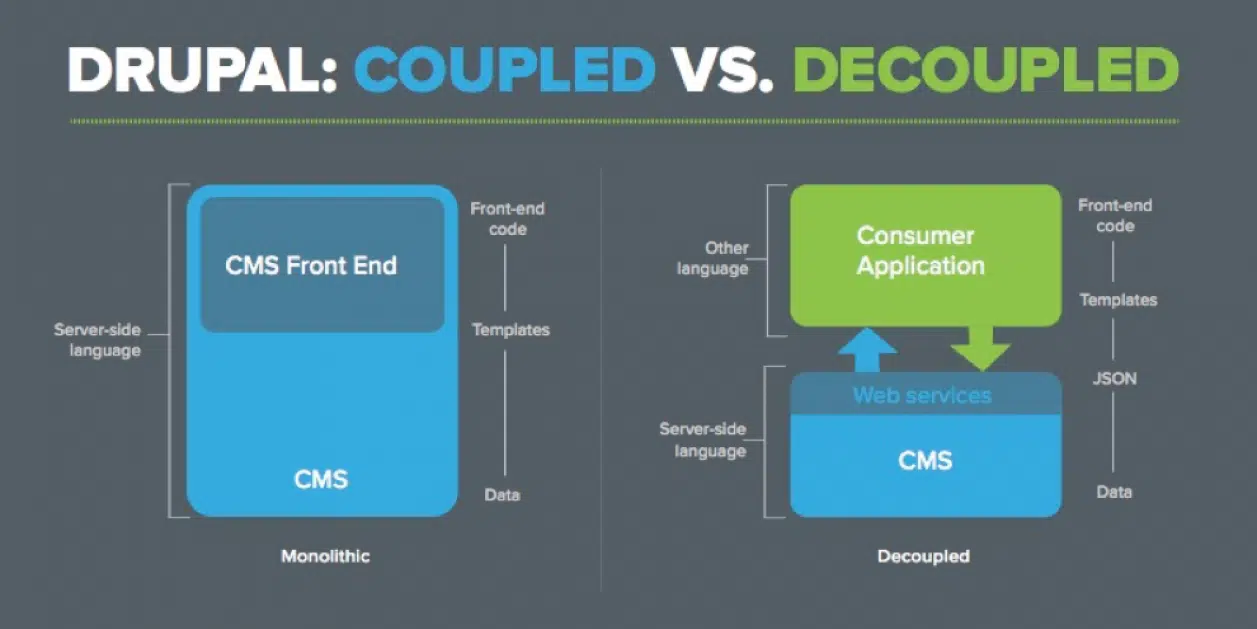 DRUPAL: COUPLED VS. DECOUPLED
Server-side
language
CMS Front End
CMS
Front-end
code
Templates
Data
Monolithic
Other
language
Server-side
language
Consumer
Application
Web services
CMS
Front-end
code
Templates
JSON
Data
Decoupled